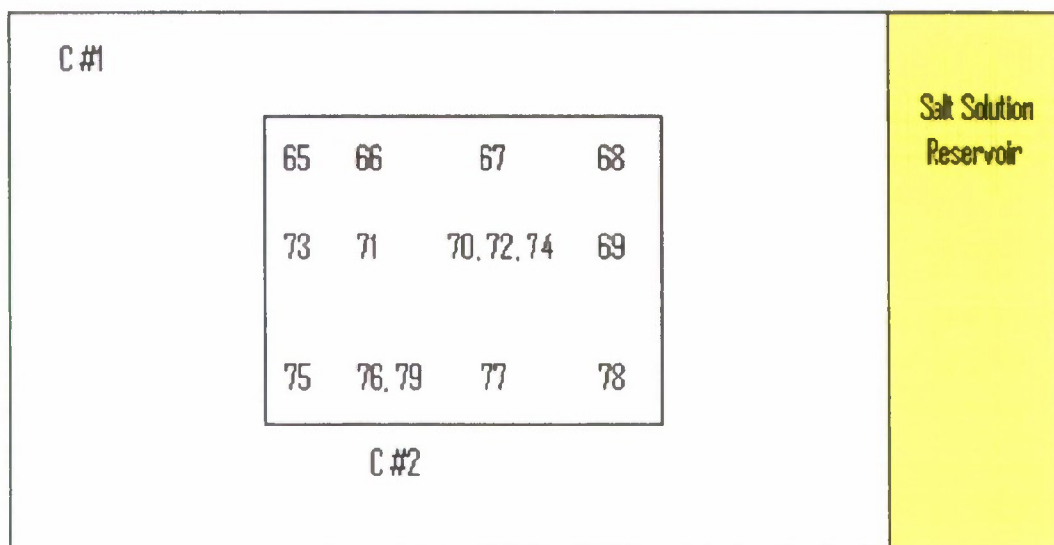 C #1
Salt Solution
Reservoir
65 66 67 68
73 71 70, 72, 74 69
75 76, 79 77 78
C #2